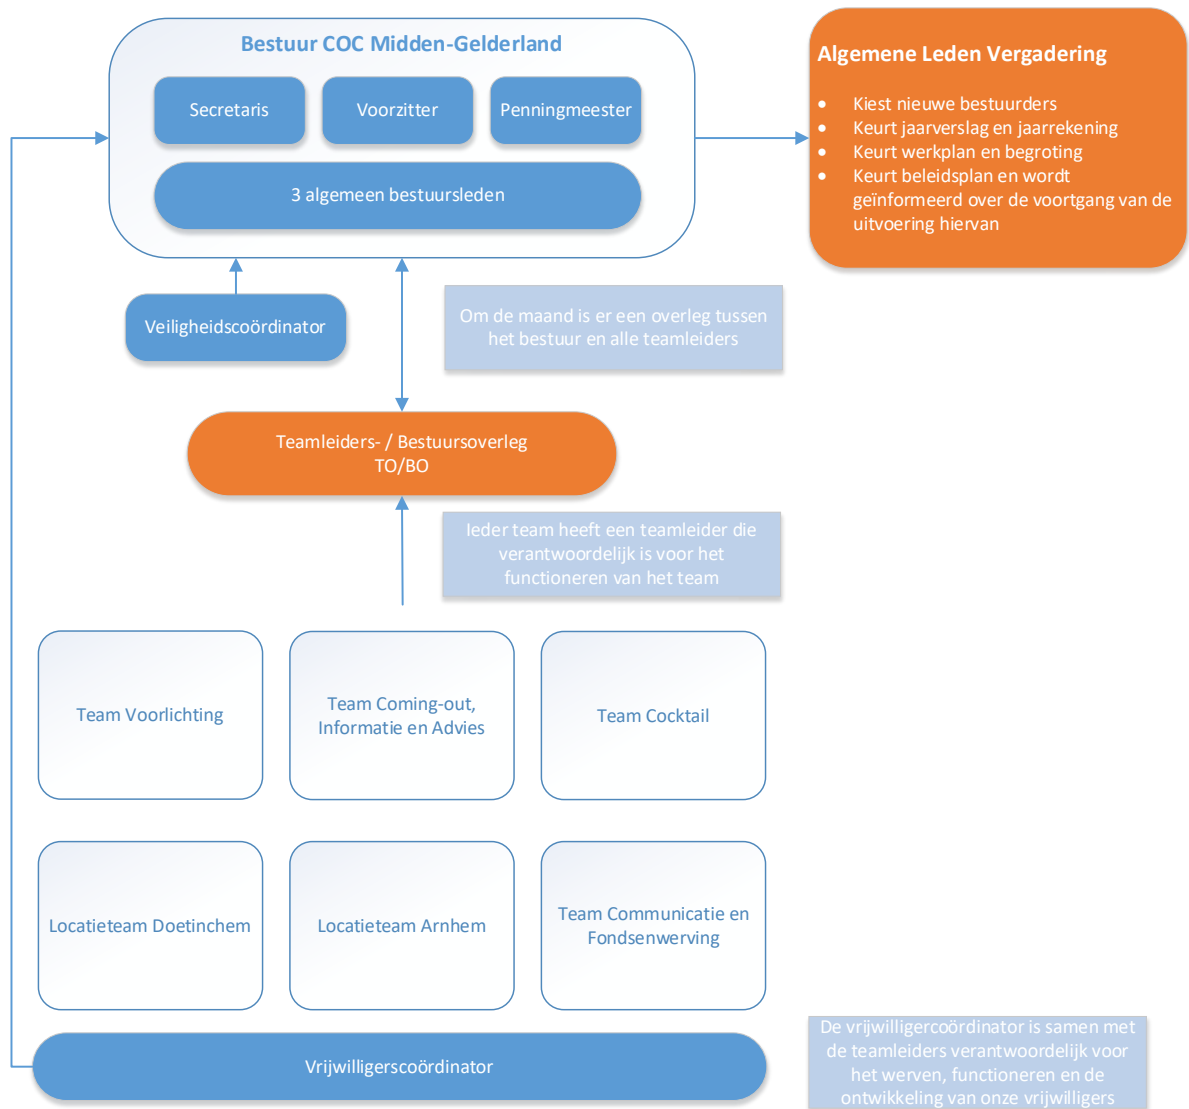 Bestuur COC Midden-Gelderland
Secretaris
Voorzitter
Penningmeester
3 algemeen bestuursleden
Algemene Leden Vergadering
• Kiest nieuwe bestuurders
• Keurt jaarverslag en jaarrekening
• Keurt werkplan en begroting
• Keurt beleidsplan en wordt
geïnformeerd over de voortgang van de
uitvoering hiervan
Veiligheidscoördinator
Om de maand is er een overleg tussen
het bestuur en alle teamleiders
Teamleiders- / Bestuursoverleg
TO/BO
Ieder team heeft een teamleider die
verantwoordelijk is voor het
functioneren van het team
Team Voorlichting
Team Coming-out,
Informatie en Advies
Team Cocktail
Locatieteam Doetinchem
Locatieteam Arnhem
Team Communicatie en
Fondsenwerving
Vrijwilligerscoördinator
De vrijwilligercoördinator is samen met
de teamleiders verantwoordelijk voor
het werven, functioneren en de
ontwikkeling van onze vrijwilligers